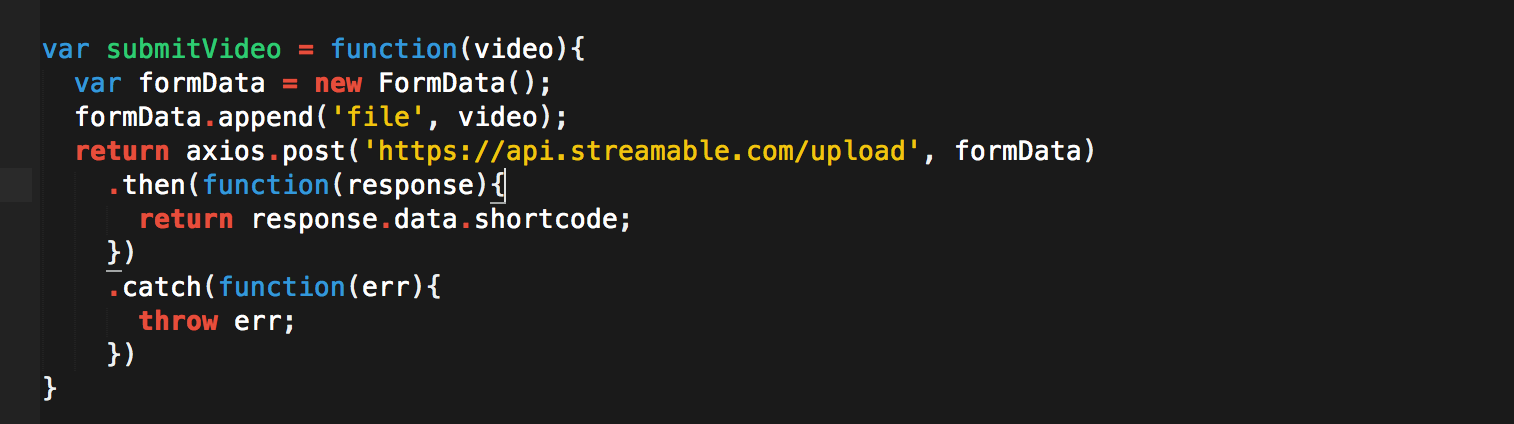 var submitVideo = function(video){
  var formData = new FormData();
  formData.append('file', video);
  return axios.post('https://api.streamable.com/upload', formData)
    .then(function(response){
      return response.data.shortcode;
    })
    .catch(function(err){
      throw err;
    })
}